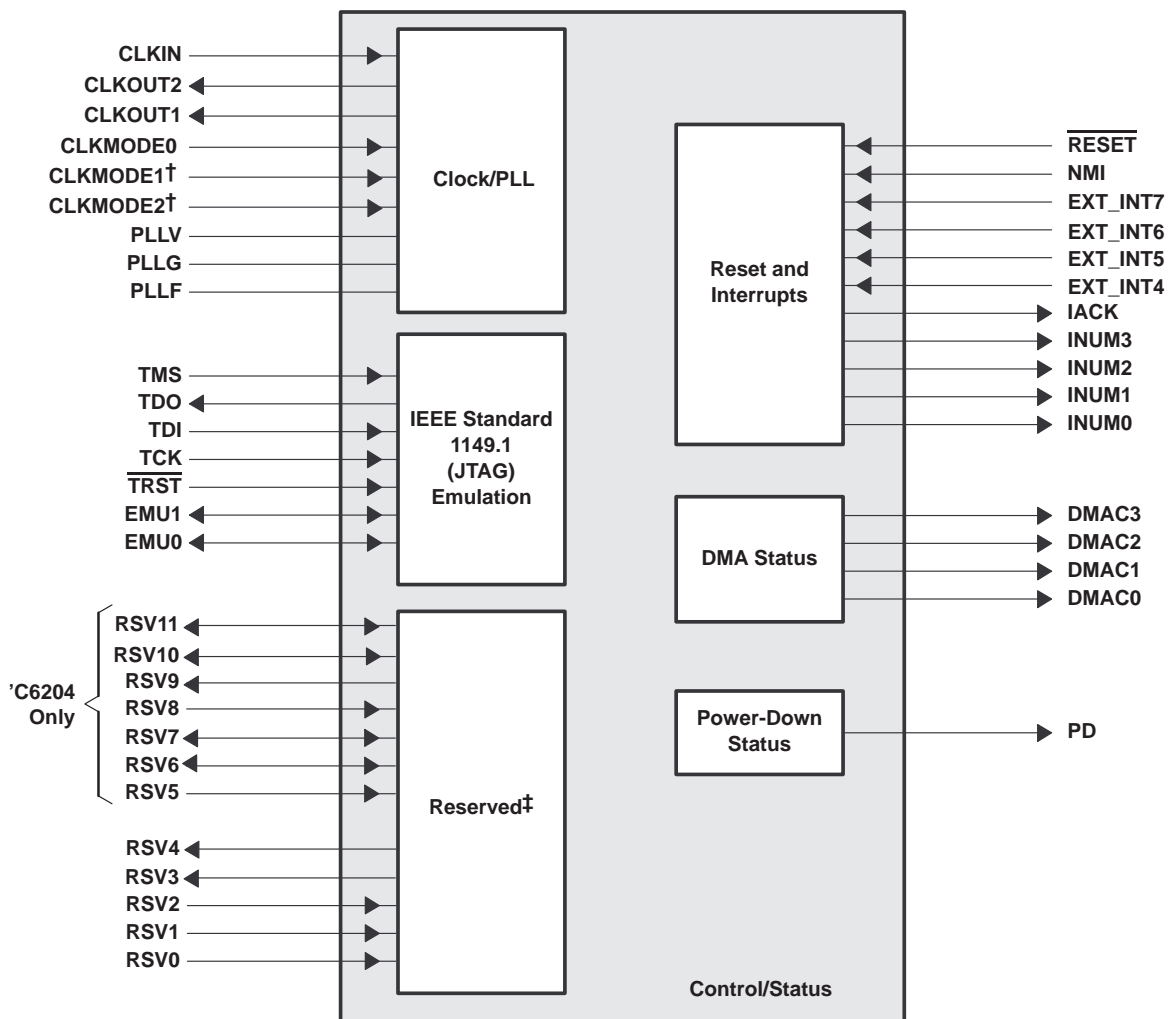 CLKIN
CLKOUT2
CLKOUT1
CLKMODE0
CLKMODE1†
CLKMODE2†
PLLV
PLLG
PLLF
Clock/PLL
TMS
TDO
TDI
TCK
TRST
EMU1
EMU0
IEEE Standard
1149.1
(JTAG)
Emulation
’C6204
Only
RSV11
RSV10
RSV9
RSV8
RSV7
RSV6
RSV5
RSV4
RSV3
RSV2
RSV1
RSV0
Reserved‡
Reset and
Interrupts
RESET
NMI
EXT_INT7
EXT_INT6
EXT_INT5
EXT_INT4
IACK
INUM3
INUM2
INUM1
INUM0
DMA Status
DMAC3
DMAC2
DMAC1
DMAC0
Power-Down
Status
PD
Control/Status